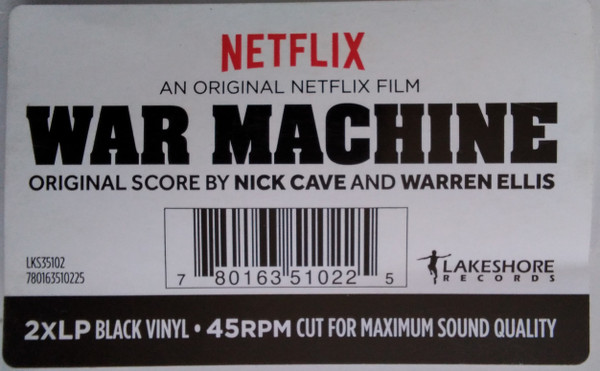 NETFLIX
AN ORIGINAL NETFLIX FILM
WAR MACHINE
ORIGINAL SCORE BY NICK CAVE AND WARREN ELLIS
LKS35102
780163510225
7 80163 51022 5
LAKESHORE
RECORDS
2XLP BLACK VINYL • 45RPM CUT FOR MAXIMUM SOUND QUALITY